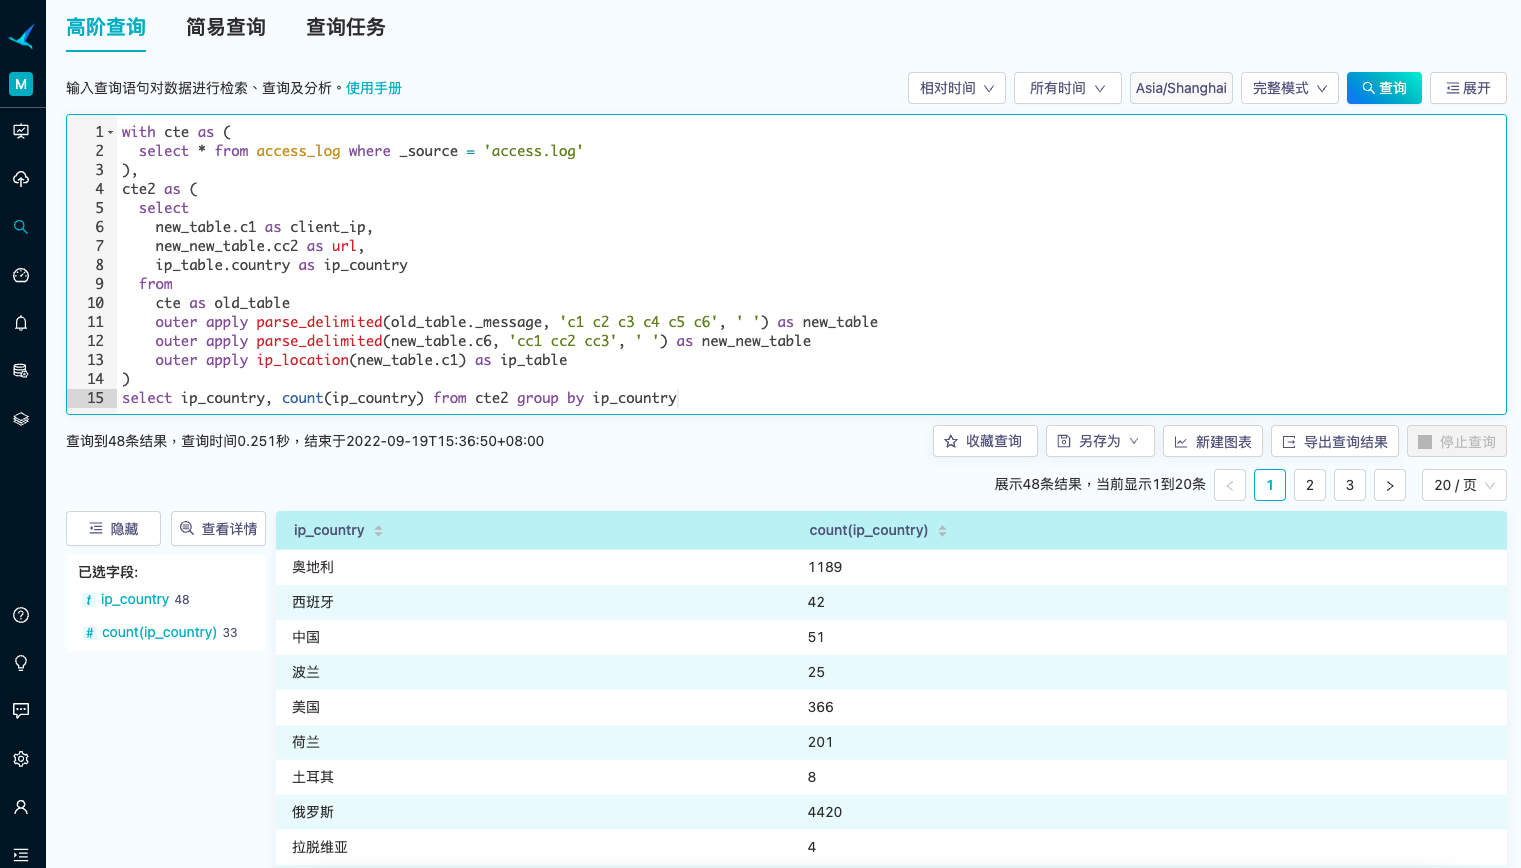 高阶查询 简易查询 查询任务
M
输入查询语句对数据进行检索、查询及分析。使用手册 相对时间 所有时间 Asia/Shanghai 完整模式 查询 展开
1 with cte as (
2 select * from access_log where _source = 'access.log'
3 ),
4 cte2 as (
5 select
6 new_table.c1 as client_ip,
7 new_new_table.cc2 as url,
8 ip_table.country as ip_country
9 from
10 cte as old_table
11 outer apply parse_delimited(old_table._message, 'c1 c2 c3 c4 c5 c6', ' ') as new_table
12 outer apply parse_delimited(new_table.c6, 'cc1 cc2 cc3', ' ') as new_new_table
13 outer apply ip_location(new_table.c1) as ip_table
14 )
15 select ip_country, count(ip_country) from cte2 group by ip_country
查询到48条结果，查询时间0.251秒，结束于2022-09-19T15:36:50+08:00 收藏查询 另存为 新建图表 导出查询结果 停止查询
展示48条结果，当前显示1到20条 < 1 2 3 > 20 / 页
隐藏 查看详情 ip_country count(ip_country)
已选字段:
t ip_country 48
# count(ip_country) 33
奥地利 1189
西班牙 42
中国 51
波兰 25
美国 366
荷兰 201
土耳其 8
俄罗斯 4420
拉脱维亚 4